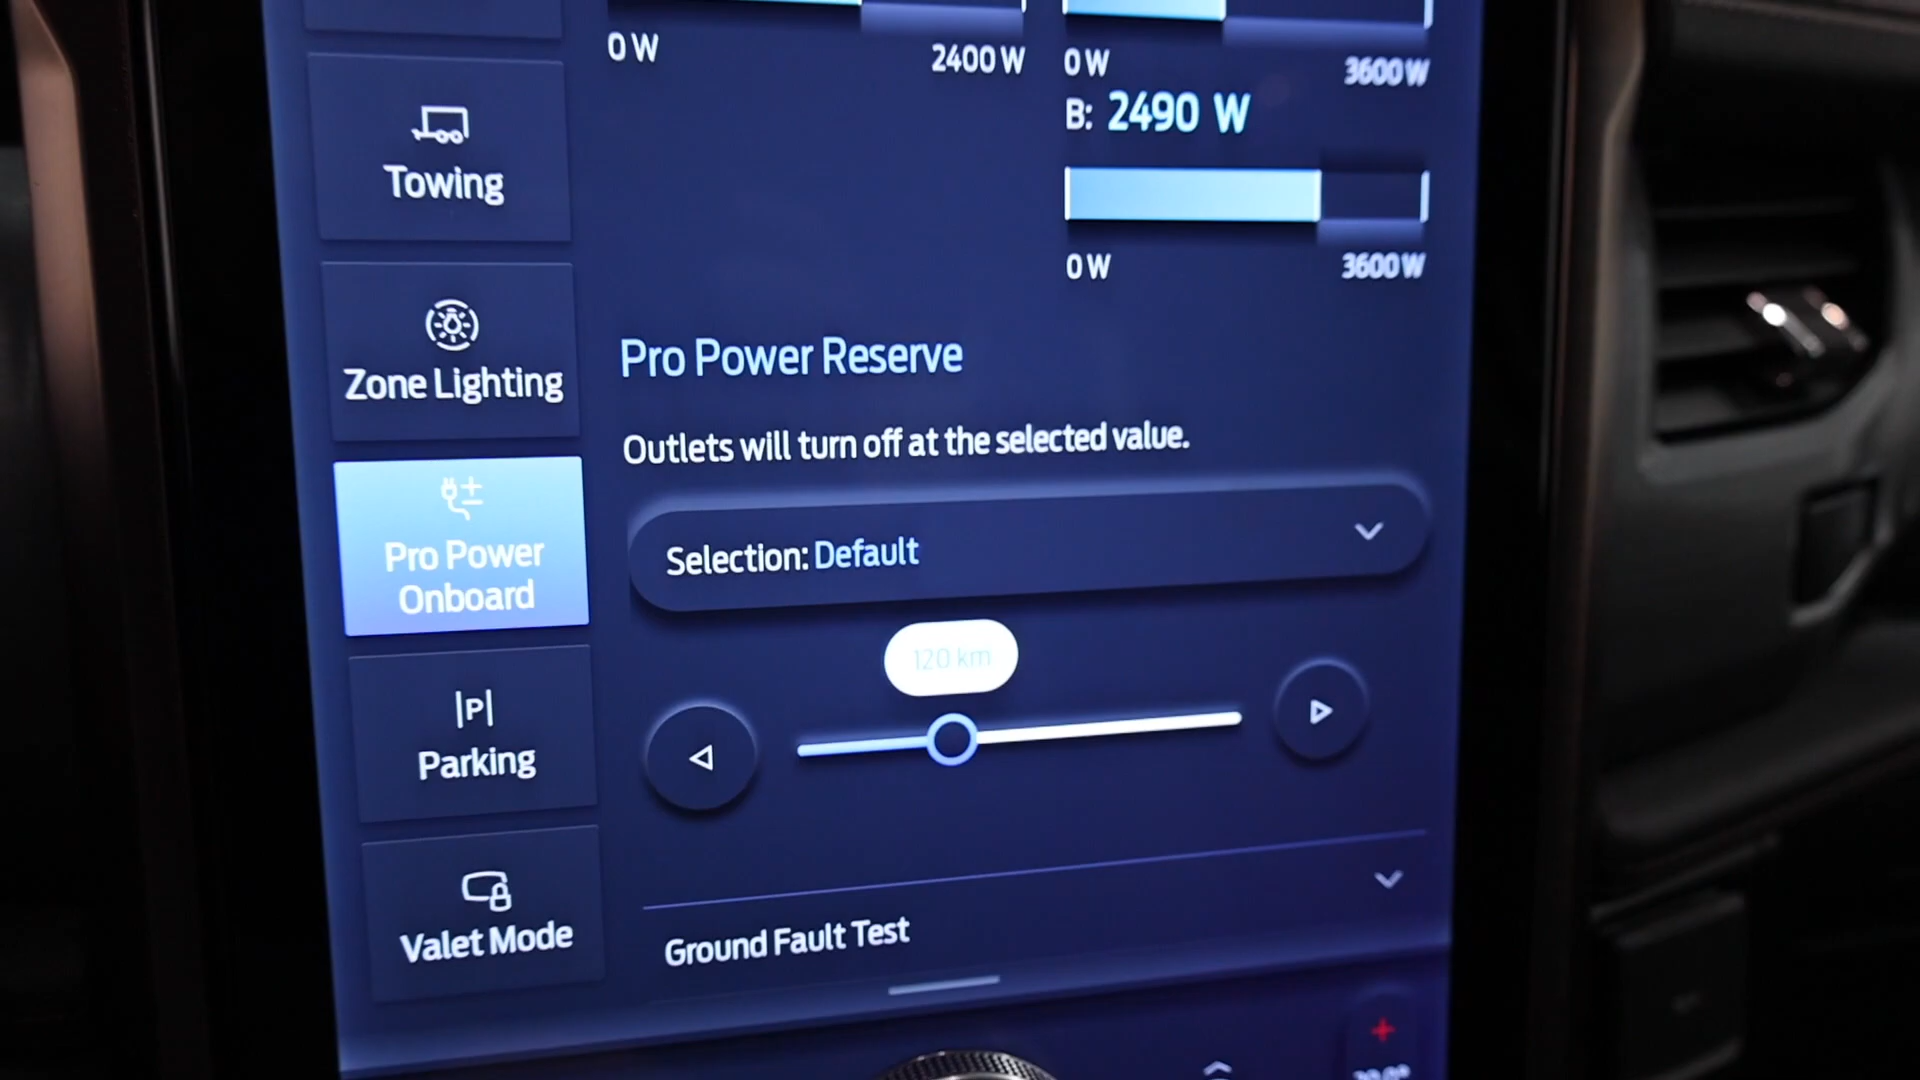 0 W 2400 W
0 W 3600 W
B: 2490 W
0 W 3600 W
Towing
Zone Lighting
Pro Power
Onboard
Parking
Valet Mode
Pro Power Reserve
Outlets will turn off at the selected value.
Selection: Default
120 km
Ground Fault Test